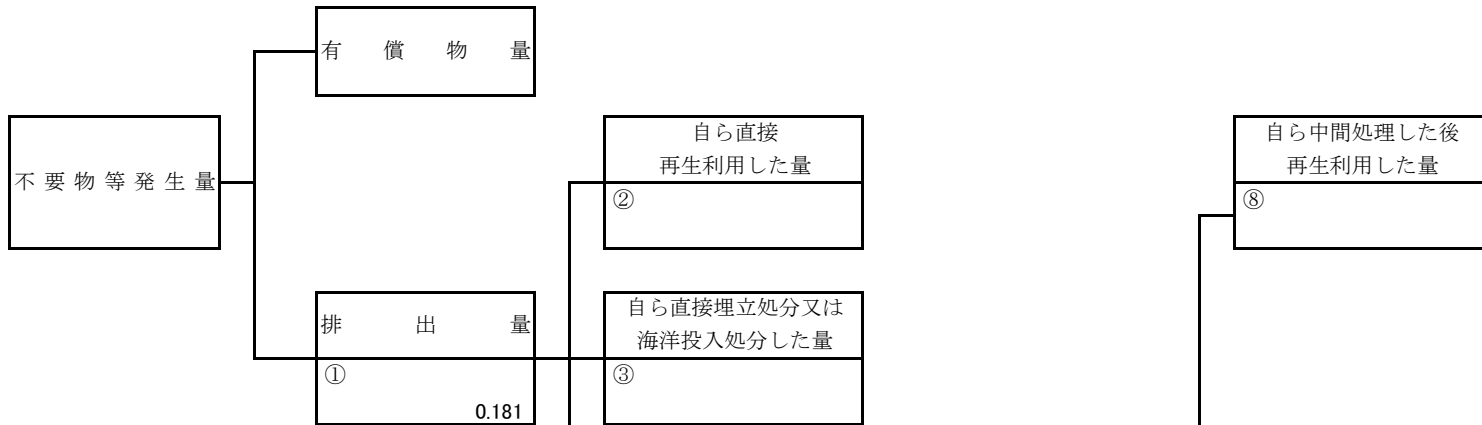 有償物量
不要物等発生量
自ら直接
再生利用した量
②
自ら中間処理した後
再生利用した量
⑧
排出量
①
0.181
自ら直接埋立処分又は
海洋投入処分した量
③